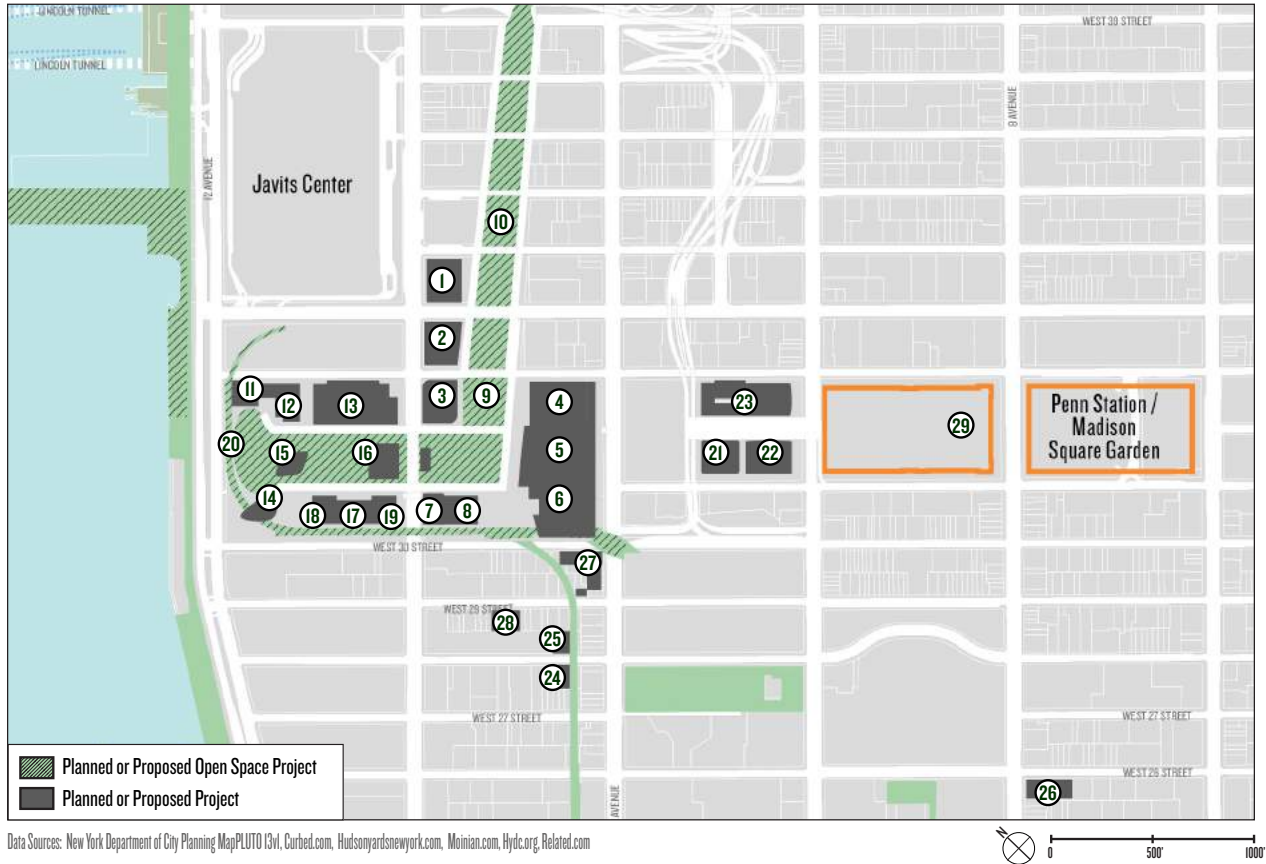 LINCOLN TUNNEL
LINCOLN TUNNEL
WEST 39 STREET
12 AVENUE
9 AVENUE
Javits Center
10
1
2
3
9
4
11
12
13
23
29
Penn Station /
Madison
Square Garden
20
15
16
5
21
22
14
18
17
19
7
8
6
WEST 30 STREET
27
WEST 29 STREET
28
25
24
WEST 27 STREET
WEST 27 STREET
WEST 26 STREET
26
AVENUE
Planned or Proposed Open Space Project
Planned or Proposed Project
Data Sources: New York Department of City Planning MapPLUTO 13v1, Curbed.com, Hudsonyardsnewyork.com, Moinian.com, Hydc.org, Related.com
N
0 500' 1000'